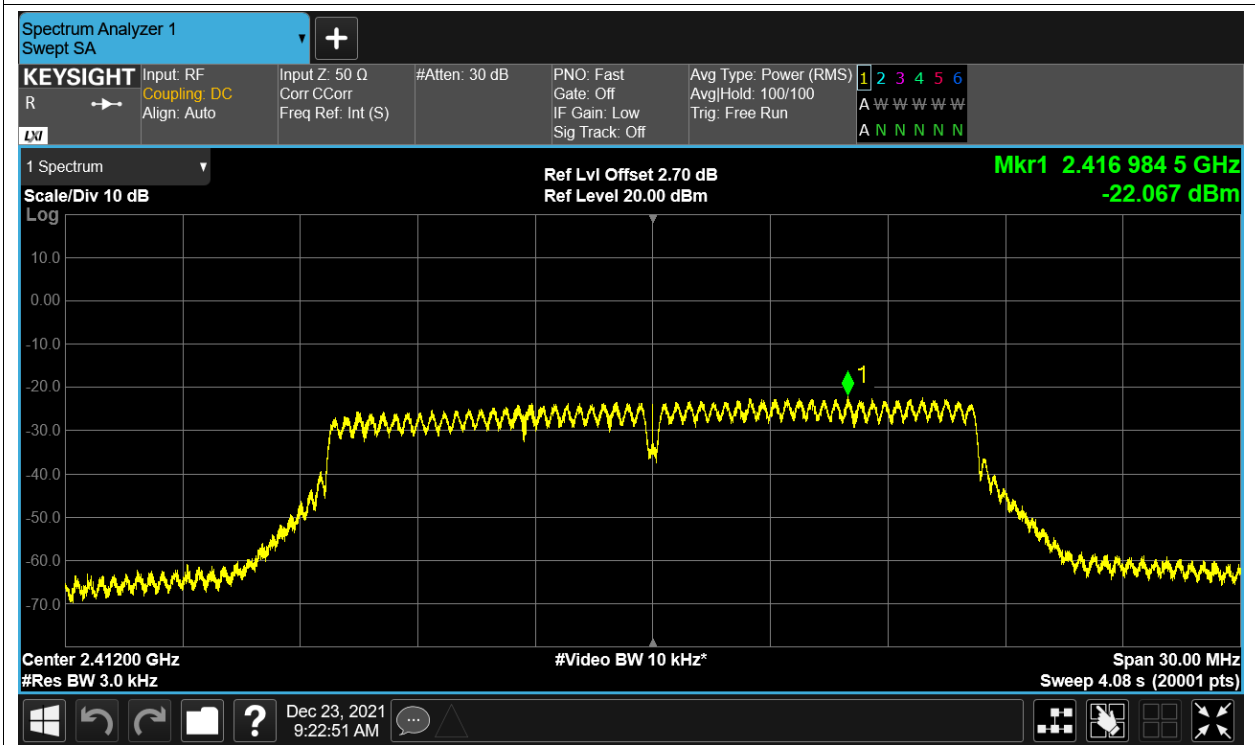 Spectrum Analyzer 1
Swept SA
+
KEYSIGHT
R
LXI
Input: RF
Coupling: DC
Align: Auto
Input Z: 50 Ω
Corr CCorr
Freq Ref: Int (S)
#Atten: 30 dB
PNO: Fast
Gate: Off
IF Gain: Low
Sig Track: Off
Avg Type: Power (RMS)
Avg|Hold: 100/100
Trig: Free Run
1 2 3 4 5 6
A W W W W W
A N N N N N
1 Spectrum
Scale/Div 10 dB
Log
Ref Lvl Offset 2.70 dB
Ref Level 20.00 dBm
Mkr1 2.416 984 5 GHz
-22.067 dBm
10.0
0.00
-10.0
-20.0
-30.0
-40.0
-50.0
-60.0
-70.0
1
Center 2.41200 GHz
#Res BW 3.0 kHz
#Video BW 10 kHz*
Span 30.00 MHz
Sweep 4.08 s (20001 pts)
?
Dec 23, 2021
9:22:51 AM